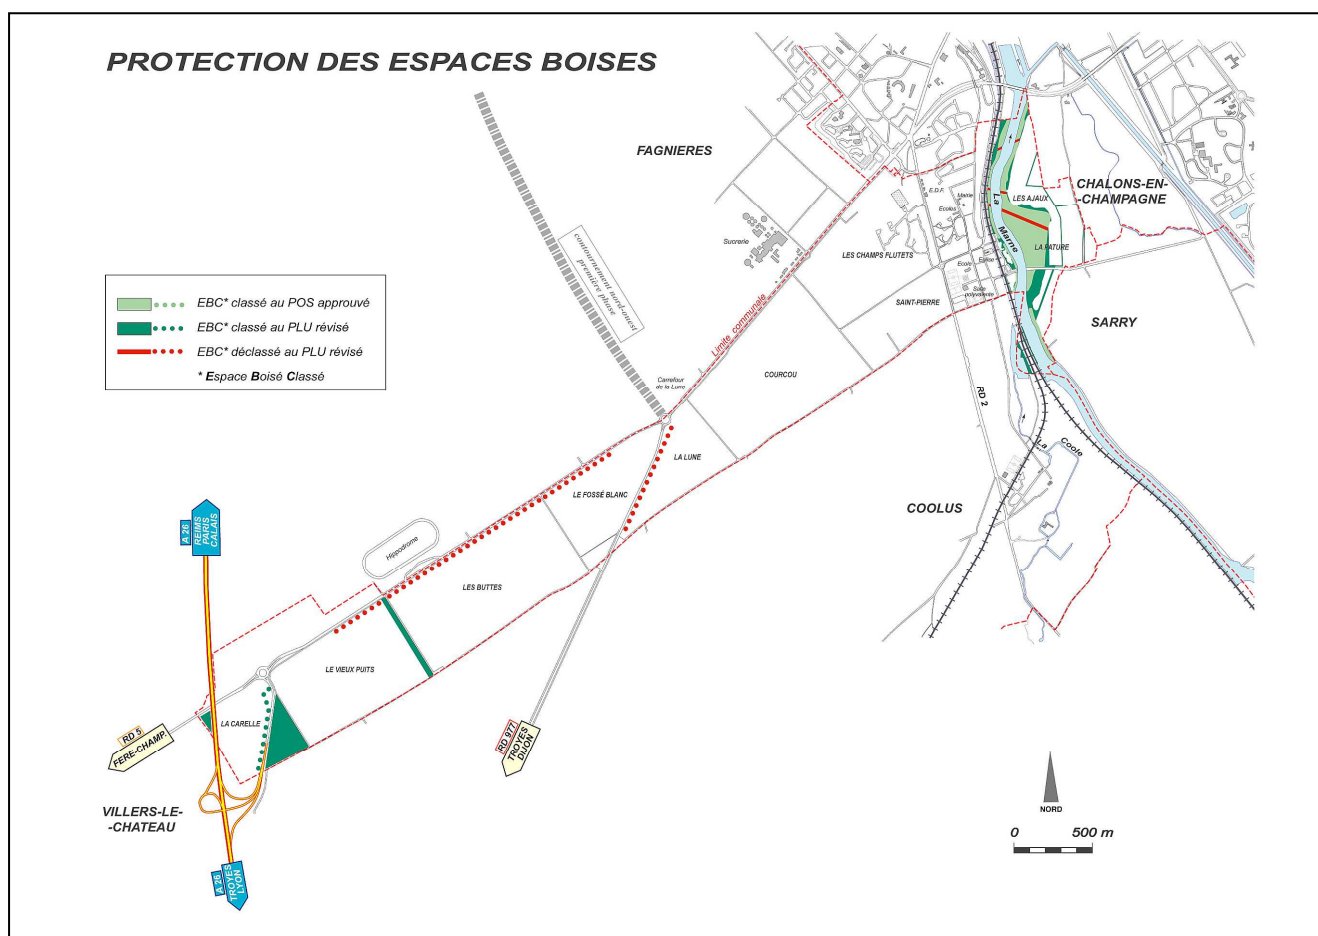 PROTECTION DES ESPACES BOISES
FAGNIERES
CHALONS-EN-
-CHAMPAGNE
E.D.F.
Mairie
Ecoles
LES AJAUX
La Marne
Sucrerie
LES CHAMPS FLUTETS
Eglise
LA PATURE
Ecole
Salle
polyvalente
SAINT-PIERRE
SARRY
contournement nord-ouest
première phase
Limite communale
EBC* classé au POS approuvé
EBC* classé au PLU révisé
EBC* déclassé au PLU révisé
* Espace Boisé Classé
Carrefour
de la Lune
COURCOU
RD 2
LA LUNE
La Coole
LE FOSSÉ BLANC
COOLUS
A 26
REIMS
PARIS
CALAIS
Hippodrome
LES BUTTES
LE VIEUX PUITS
LA CARELLE
RD 5
FERE-CHAMP.
RD 977
TROYES
DIJON
VILLERS-LE-
-CHATEAU
A 26
TROYES
LYON
NORD
0 500 m